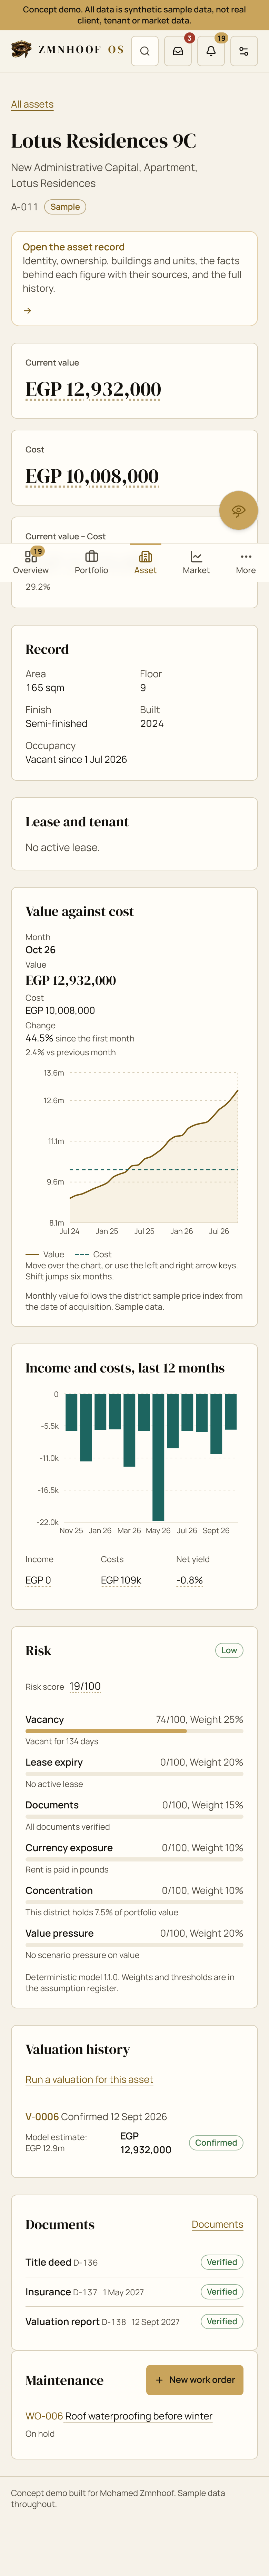 Concept demo. All data is synthetic sample data, not real
client, tenant or market data.
ZMNHOOF OS
3
19
All assets
Lotus Residences 9C
New Administrative Capital, Apartment,
Lotus Residences
A-011 Sample
Open the asset record
Identity, ownership, building and units, the facts
behind each figure with their sources, and the full
history.
→
Current value
EGP 12,932,000
Cost
EGP 10,008,000
Current value − Cost
19
Overview Portfolio Asset Market More
29.2%
Record
Area Floor
165 sqm 9
Finish Built
Semi-finished 2024
Occupancy
Vacant since 1 Jul 2026
Lease and tenant
No active lease.
Value against cost
Month
Oct 26
Value
EGP 12,932,000
Cost
EGP 10,008,000
Change
44.5% since the first month
2.4% vs previous month
13.6m
12.6m
11.1m
9.6m
8.1m
Jul 24 Jan 25 Jul 25 Jan 26 Jul 26
Value Cost
Move over the chart, or use the left and right arrow keys.
Shift jumps six months.
Monthly value follows the district sample price index from
the date of acquisition. Sample data.
Income and costs, last 12 months
0
-5.5k
-11.0k
-16.5k
-22.0k
Nov 25 Jan 26 Mar 26 May 26 Jul 26 Sept 26
Income Costs Net yield
EGP 0 EGP 109k -0.8%
Risk Low
Risk score 19/100
Vacancy 74/100, Weight 25%
Vacant for 134 days
Lease expiry 0/100, Weight 20%
No active lease
Documents 0/100, Weight 15%
All documents verified
Currency exposure 0/100, Weight 10%
Rent is paid in pounds
Concentration 0/100, Weight 10%
This district holds 7.5% of portfolio value
Value pressure 0/100, Weight 20%
No scenario pressure on value
Deterministic model 1.1.0. Weights and thresholds are in
the assumption register.
Valuation history
Run a valuation for this asset
V-0006 Confirmed 12 Sept 2026
Model estimate: EGP
EGP 12.9m 12,932,000 Confirmed
Documents Documents
Title deed D-136 Verified
Insurance D-137 1 May 2027 Verified
Valuation report D-138 12 Sept 2027 Verified
Maintenance + New work order
WO-006 Roof waterproofing before winter
On hold
Concept demo built for Mohamed Zmnhoof. Sample data
throughout.